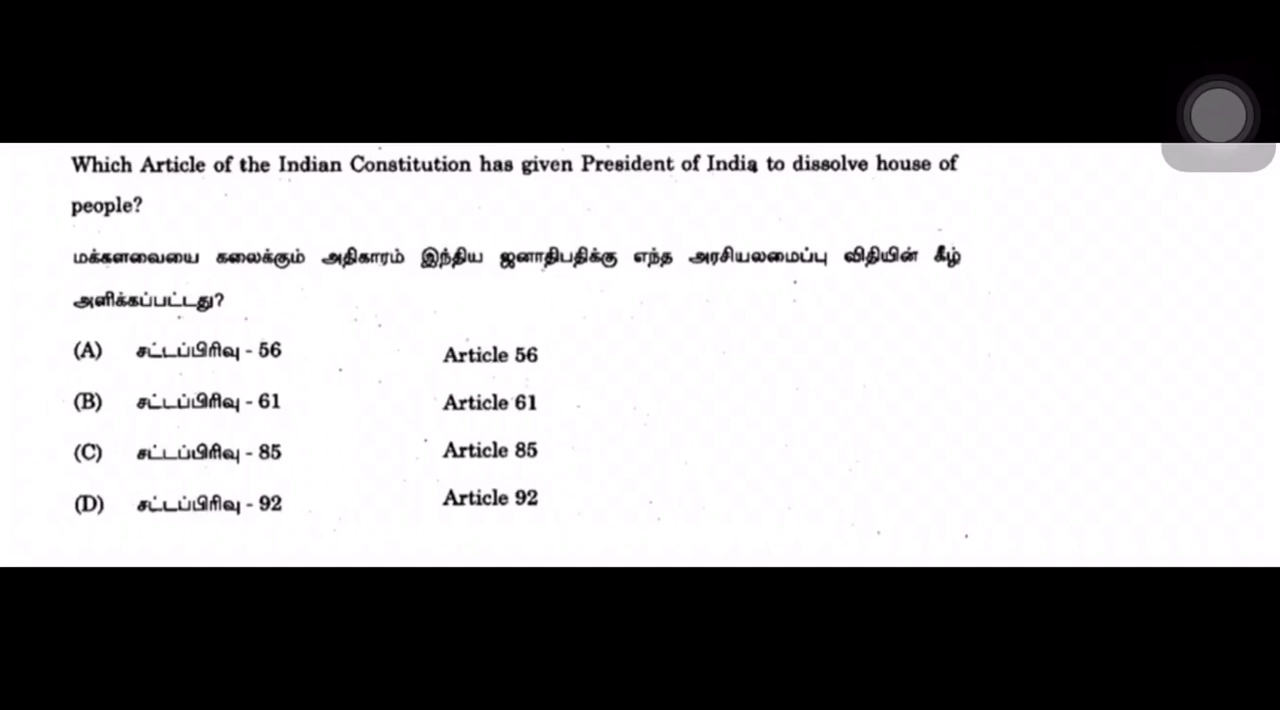 Which Article of the Indian Constitution has given President of India to dissolve house of
people?
மக்களவையை கலைக்கும் அதிகாரம் இந்திய ஜனாதிபதிக்கு எந்த அரசியலமைப்பு விதியின் கீழ்
அளிக்கப்பட்டது?
(A) சட்டப்பிரிவு - 56 Article 56
(B) சட்டப்பிரிவு - 61 Article 61
(C) சட்டப்பிரிவு - 85 Article 85
(D) சட்டப்பிரிவு - 92 Article 92